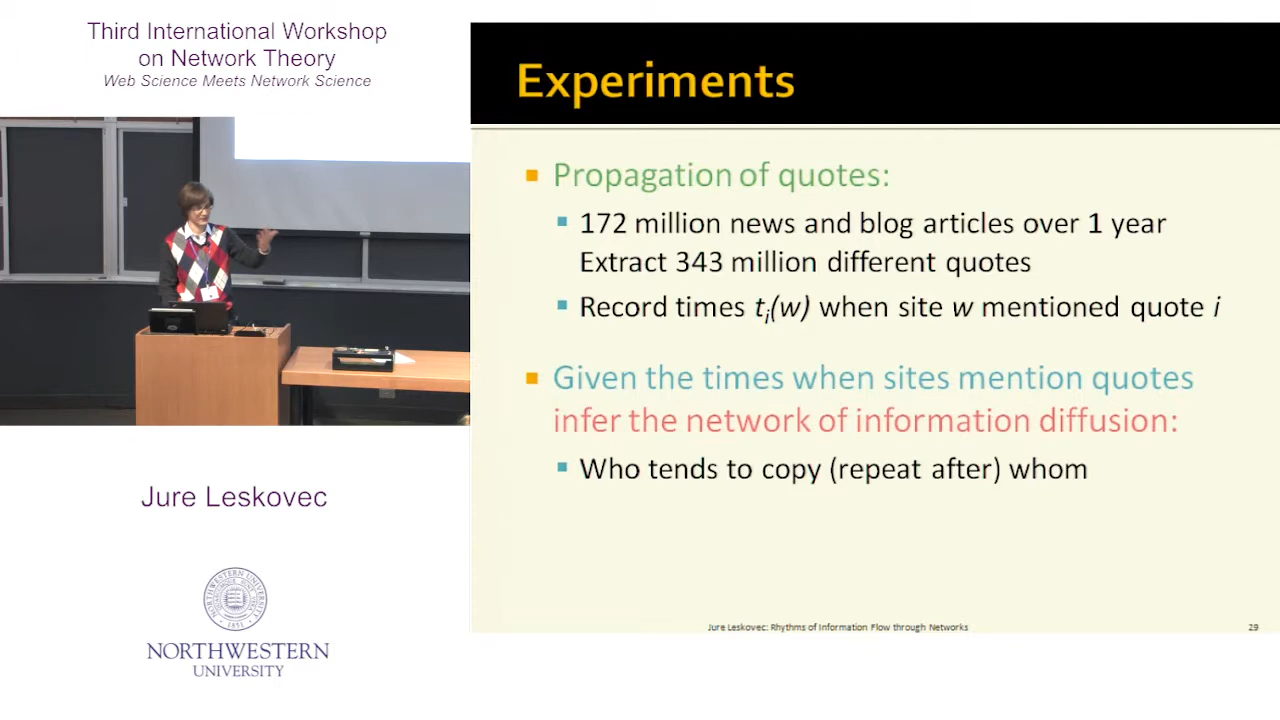 Third International Workshop
on Network Theory
Web Science Meets Network Science
Experiments
Propagation of quotes:
172 million news and blog articles over 1 year
Extract 343 million different quotes
Record times ti(w) when site w mentioned quote i
Given the times when sites mention quotes
infer the network of information diffusion:
Who tends to copy (repeat after) whom
Jure Leskovec
NORTHWESTERN
UNIVERSITY
Jure Leskovec: Rhythms of Information Flow through Networks
29